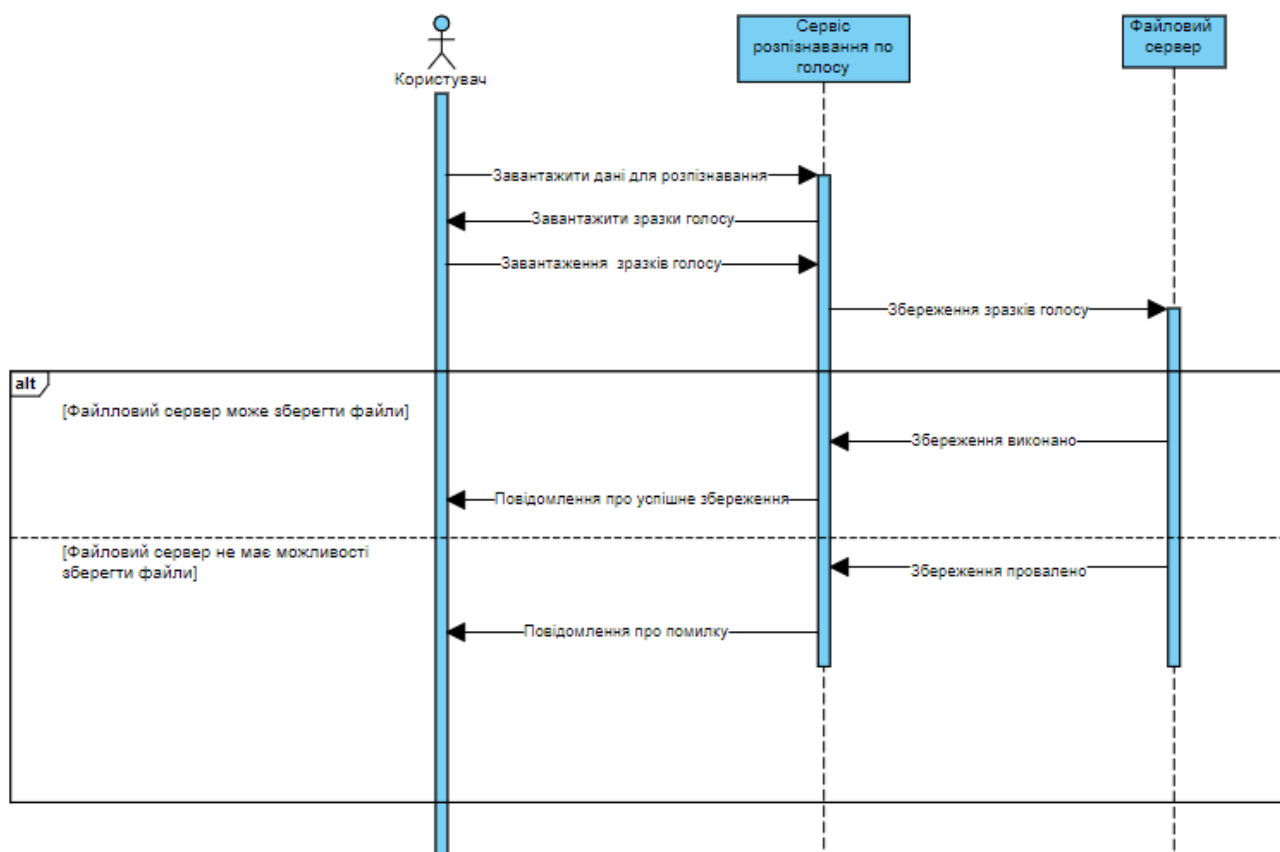 Користувач
Сервіс
розпізнавання по
голосу
Файловий
сервер
Завантажити дані для розпізнавання
Завантажити зразки голосу
Завантаження зразків голосу
Збереження зразків голосу
alt
[Файлловий сервер може зберегти файли]
Збереження виконано
Повідомлення про успішне збереження
[Файловий сервер не має можливості
зберегти файли]
Збереження провалено
Повідомлення про помилку